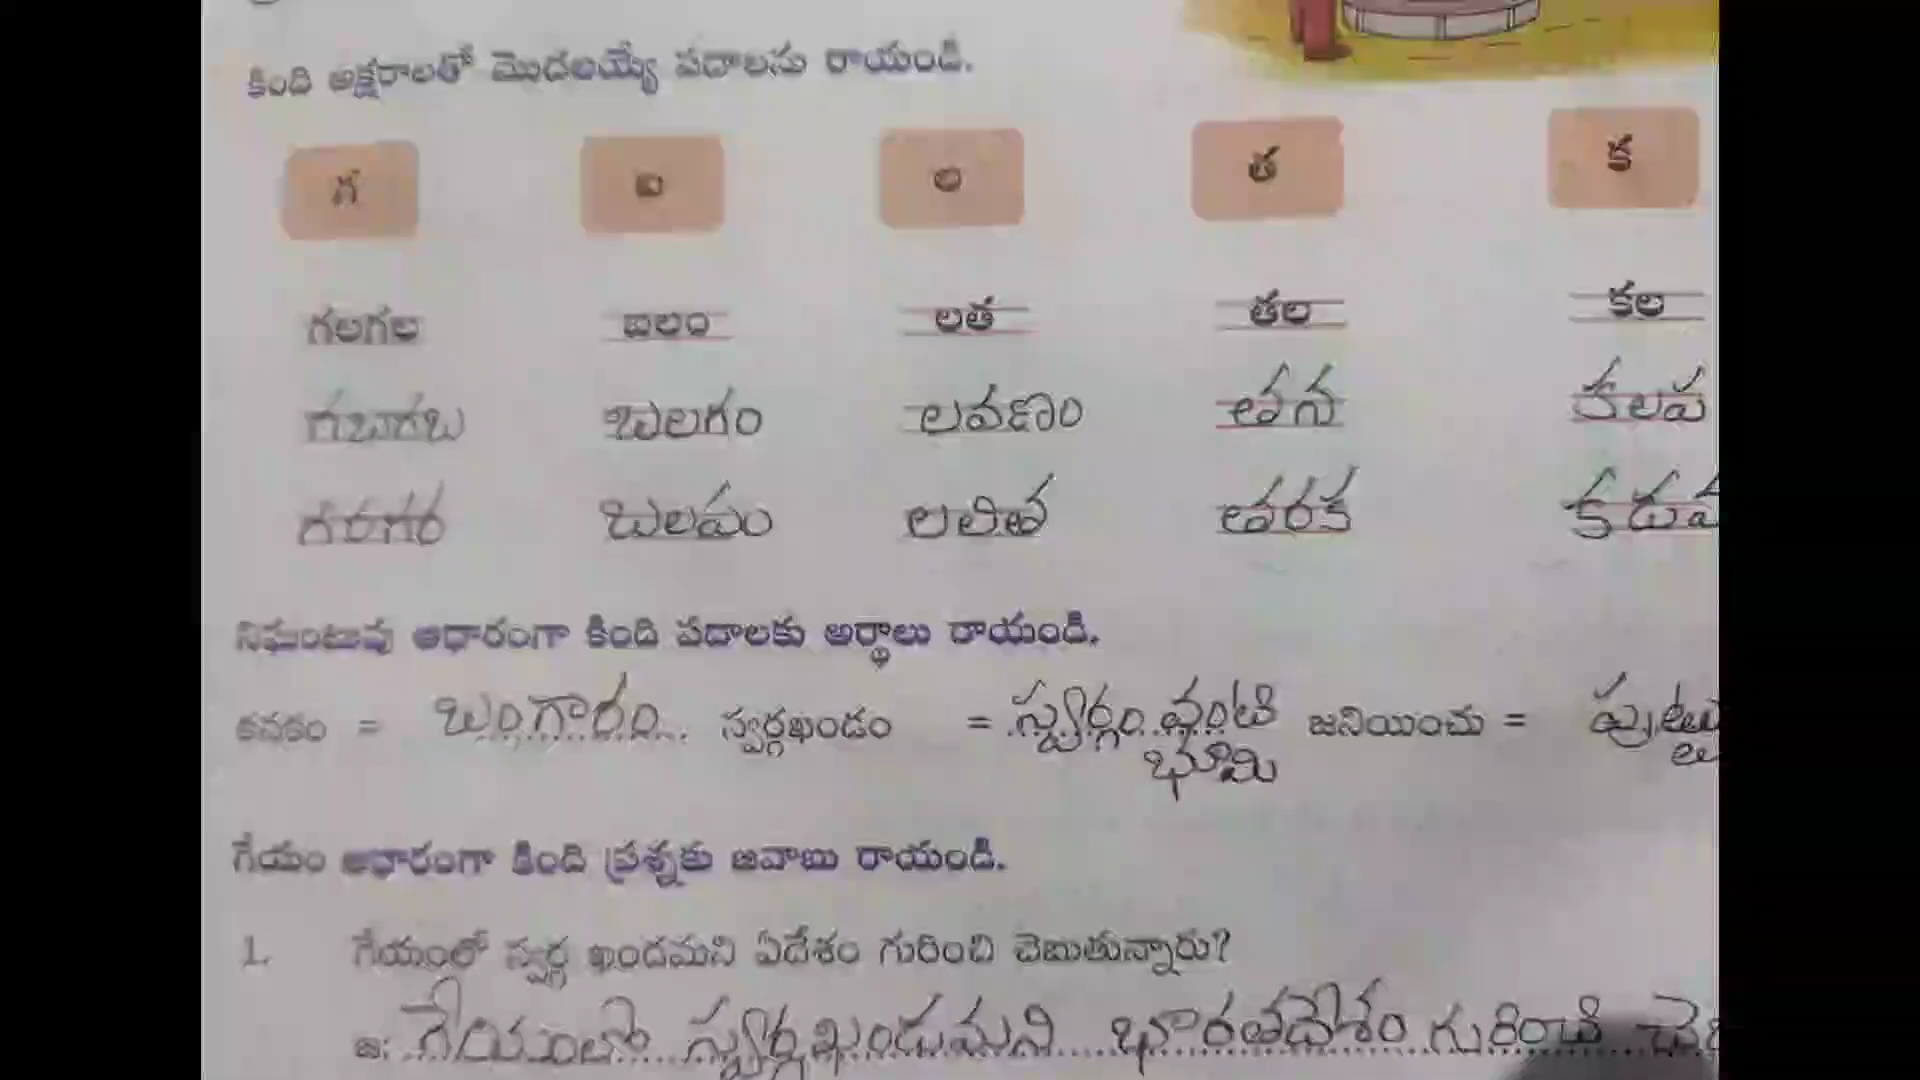 కింది అక్షరాలతో మొదలయ్యే పదాలను రాయండి.
గ బ ల త క
గలగల బలం లత తల కల
గబగబ బలగం లవణం తన కలప
గరగర బలపం లలిత తరక
నిఘంటువు ఆధారంగా కింది పదాలకు అర్థాలు రాయండి.
కనకం = బంగారం స్వర్గఖండం = స్వర్గం వంటి జనియించు =
భూమి
గేయం ఆధారంగా కింది ప్రశ్నకు జవాబు రాయండి.
1. గేయంలో స్వర్గ ఖండమని ఏదేశం గురించి చెబుతున్నారు?
జ: గేయంలో స్వర్గఖండమని భారతదేశం గురించి